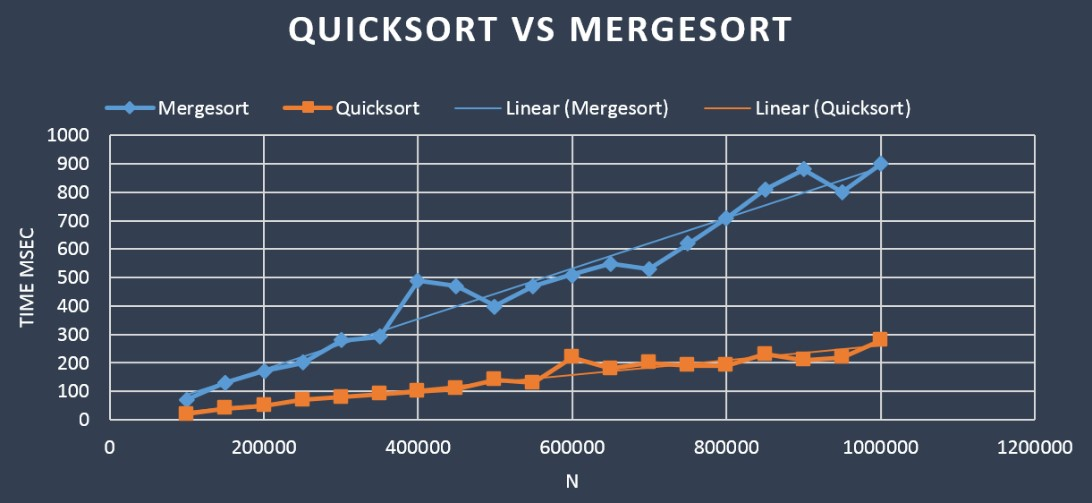 QUICKSORT VS MERGESORT
Mergesort Quicksort Linear (Mergesort) Linear (Quicksort)
1000
900
800
700
600
500
400
300
200
100
0
TIME MSEC
0 200000 400000 600000 800000 1000000 1200000
N